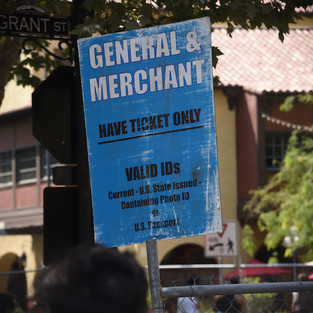 GRANT ST
GENERAL &
MERCHANT
HAVE TICKET ONLY
VALID IDs
Current - U.S. State Issued -
Containing Photo ID
or
U.S. Passport